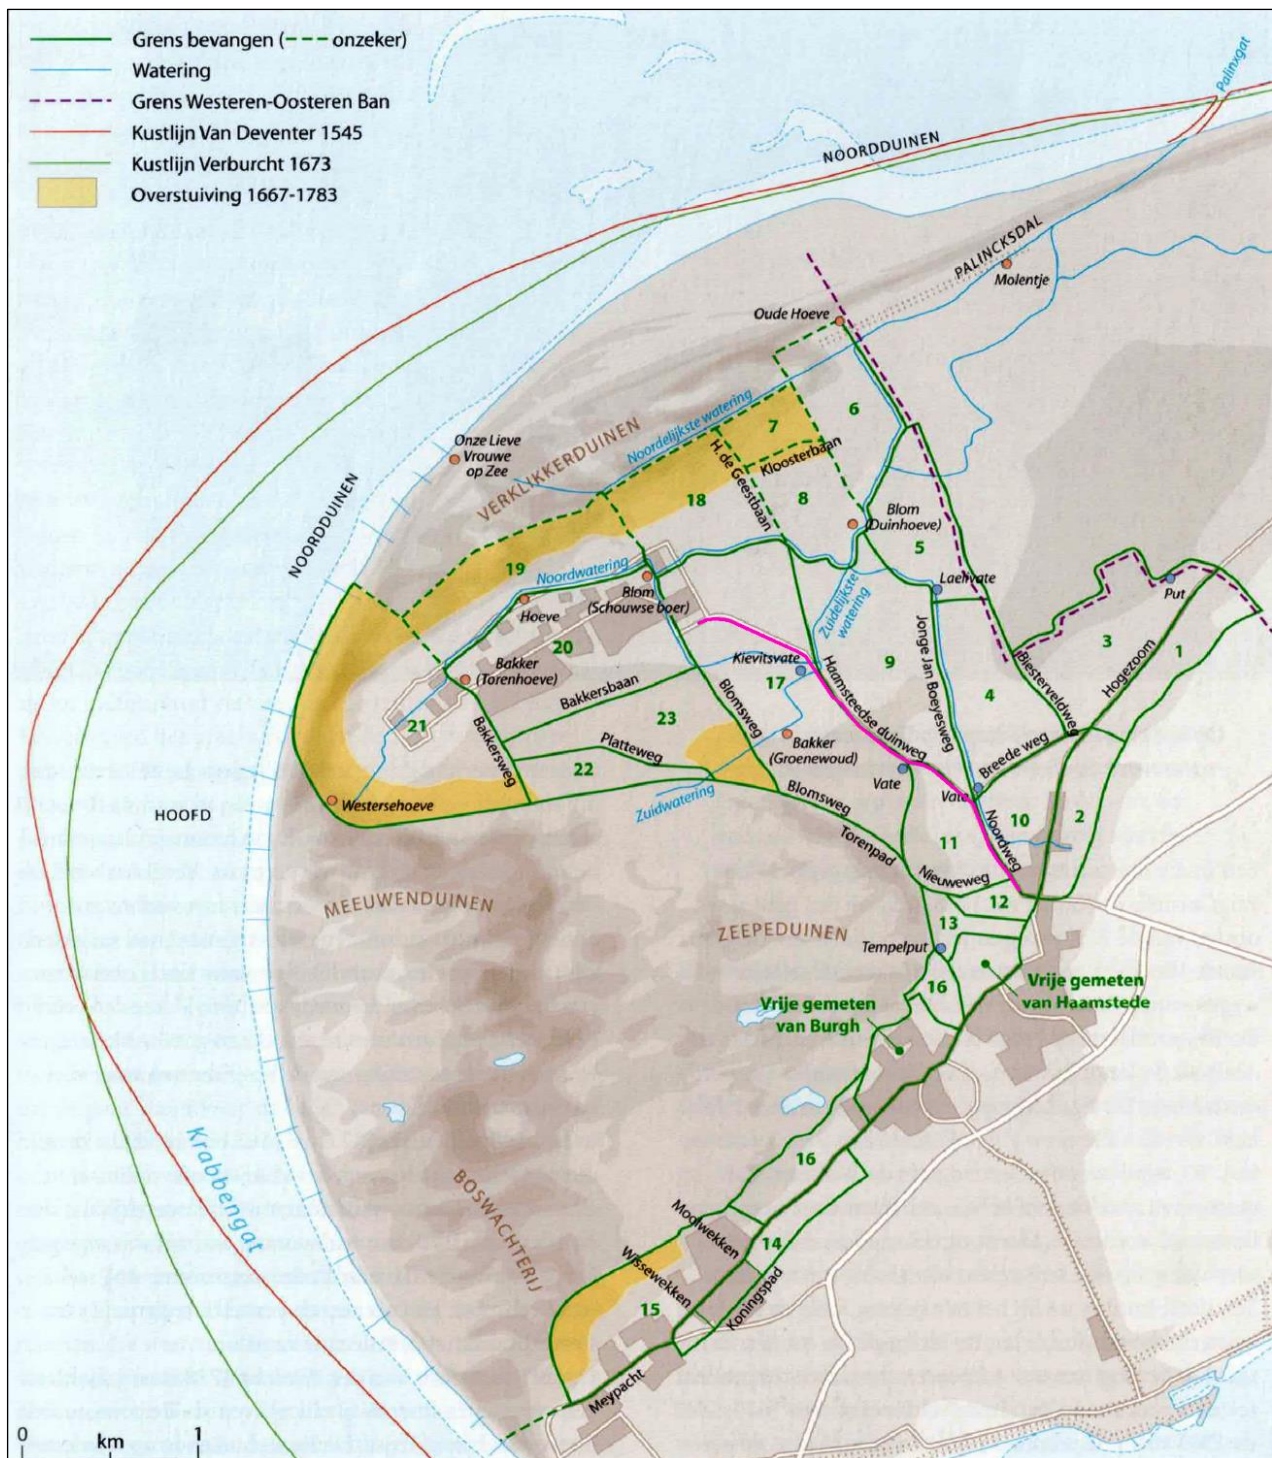 Grens bevangen (--- onzeker)
Watering
Grens Westeren-Oosteren Ban
Kustlijn Van Deventer 1545
Kustlijn Verburcht 1673
Overstuiving 1667-1783
Palinxgat
NOORDDUINEN
PALINCKSDAL
Molentje
Oude Hoeve
6
7
Noordelijkste watering
Kloosterbaan
H. de Geestbaan
Onze Lieve
Vrouwe
op Zee
VERKLIKKERDUINEN
NOORDDUINEN
18
8
Blom
(Duinhoeve)
5
19
Noordwatering
Blom
(Schouwse boer)
Hoeve
Laelivate
Put
Zuidelijkste
watering
3
1
20
Bakker
(Torenhoeve)
Kievitsvate
17
9
Jonge Jan Boeyesweg
4
Biesterveldweg
Hogezoom
Haamsteedse duinweg
Bakkersbaan
Blomsweg
21
Bakkersweg
23
Platteweg
22
Bakker
(Groenewoud)
Breede weg
Westersehoeve
Zuidwatering
Blomsweg
Vate
Vate
HOOFD
10
2
Noordweg
11
Torenpad
Nieuweweg
12
MEEUWENDUINEN
ZEEPEDUINEN
13
Tempelput
16
Vrije gemeten
van Haamstede
Vrije gemeten
van Burgh
Krabbengat
16
BOSWACHTERIJ
Mooiwekken
14
Wissewekken
Koningspad
15
Meypacht
0 km 1